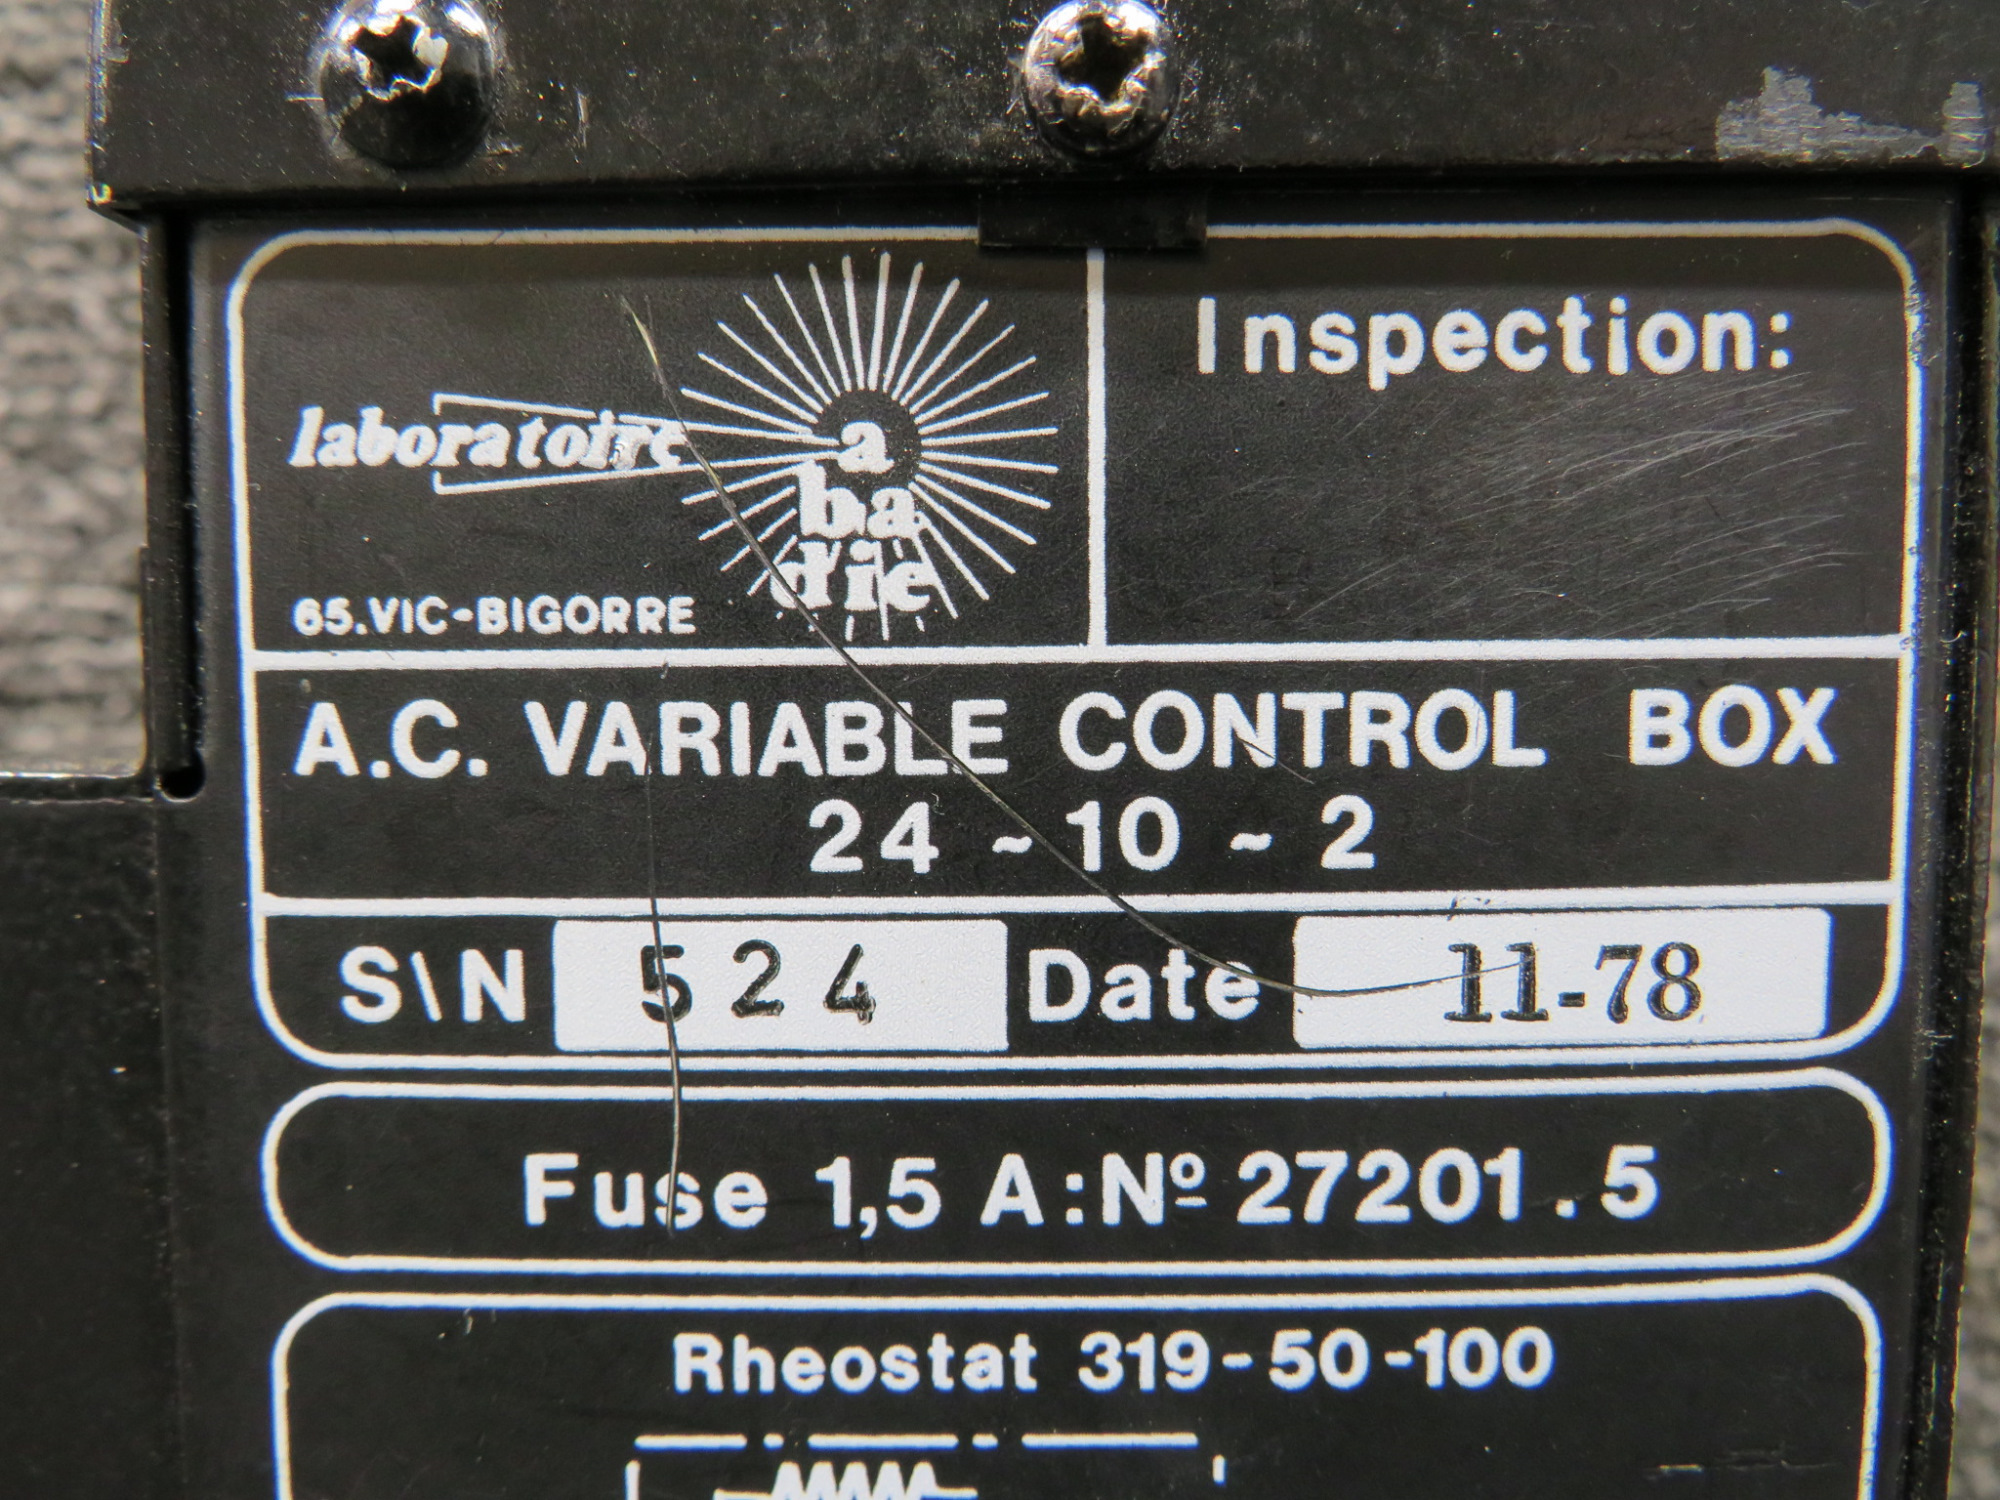 laboratoire
a
ba
die
65.VIC-BIGORRE
Inspection:
A.C. VARIABLE CONTROL BOX
24 ~ 10 ~ 2
S\N 524 Date 11-78
Fuse 1,5 A:Nº 27201.5
Rheostat 319-50-100